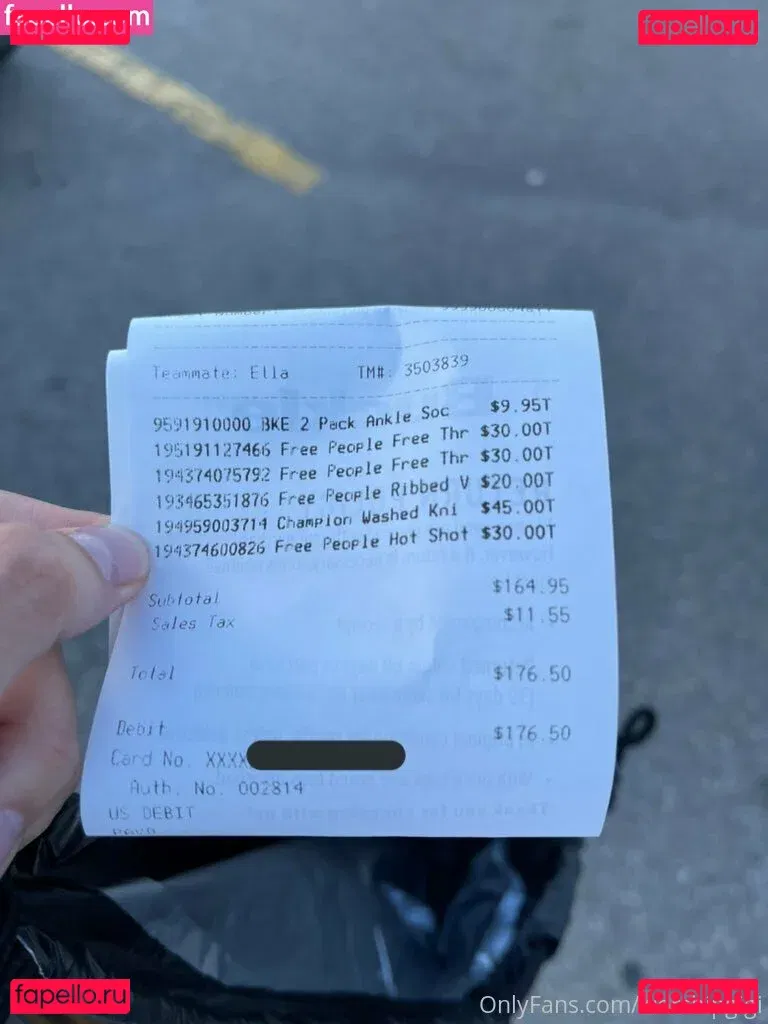 fapello.ru
fapello.ru
Teammate: Ella TM#: 3503839
9591910000 BKE 2 Pack Ankle Soc $9.95T
195191127466 Free People Free Thr $30.00T
194374075792 Free People Free Thr $30.00T
193465351876 Free People Ribbed V $20.00T
194959003714 Champion Washed Kni $45.00T
194374600826 Free People Hot Shot $30.00T
Subtotal $164.95
Sales Tax $11.55
Total $176.50
Debit $176.50
Card No. XXXX
Auth. No. 002814
US DEBIT
fapello.ru
OnlyFans.com/
fapello.ru